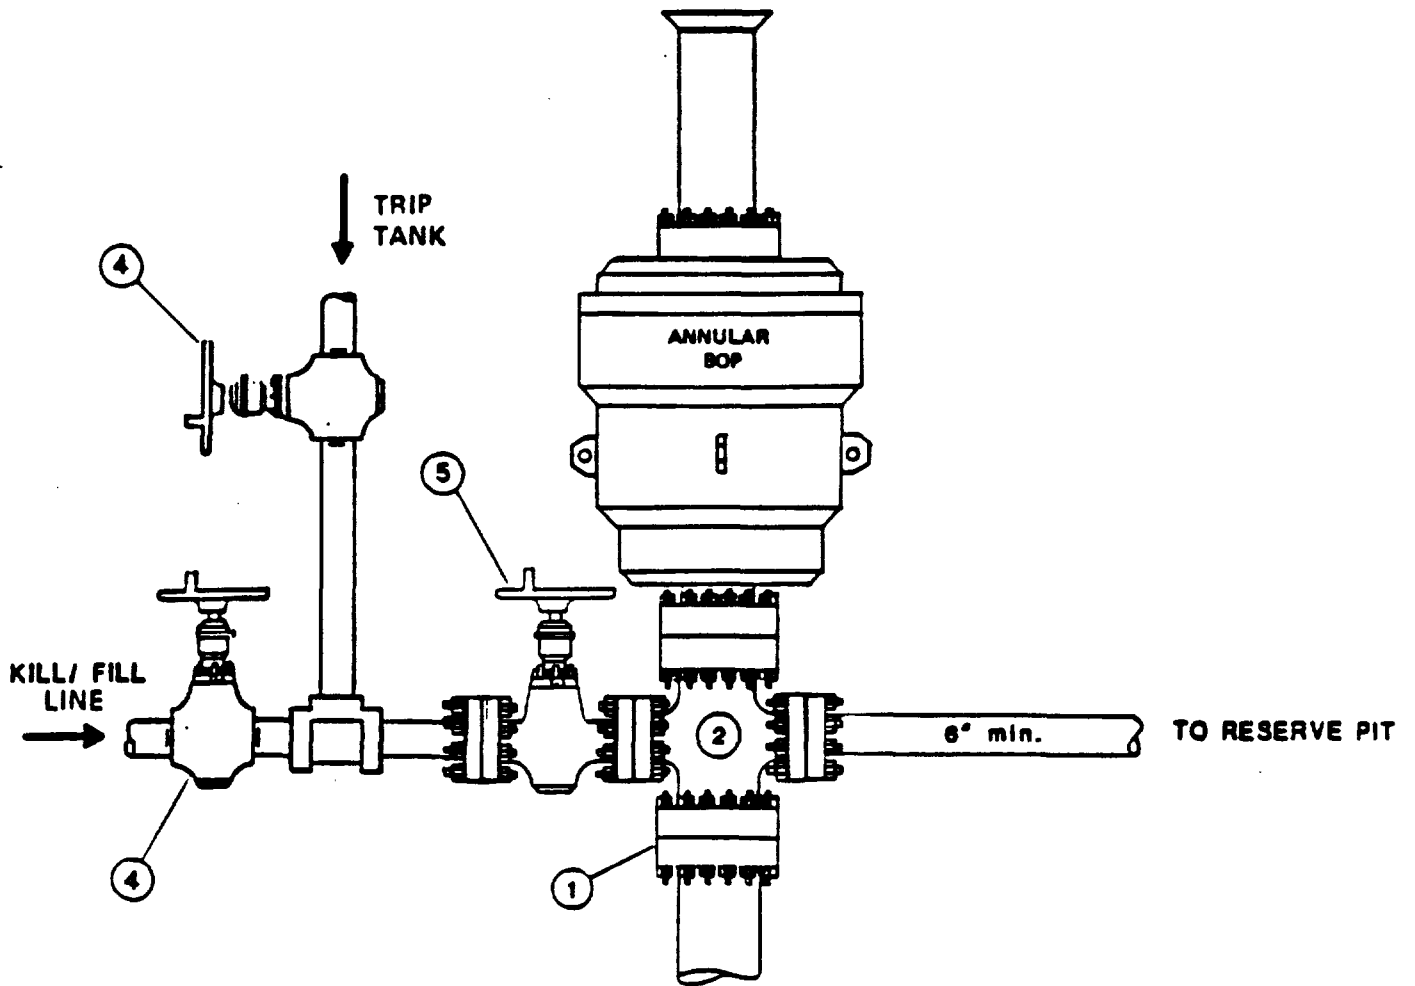 TRIP
TANK
4
ANNULAR
BOP
5
KILL/ FILL
LINE
2
6" min.
TO RESERVE PIT
4
1